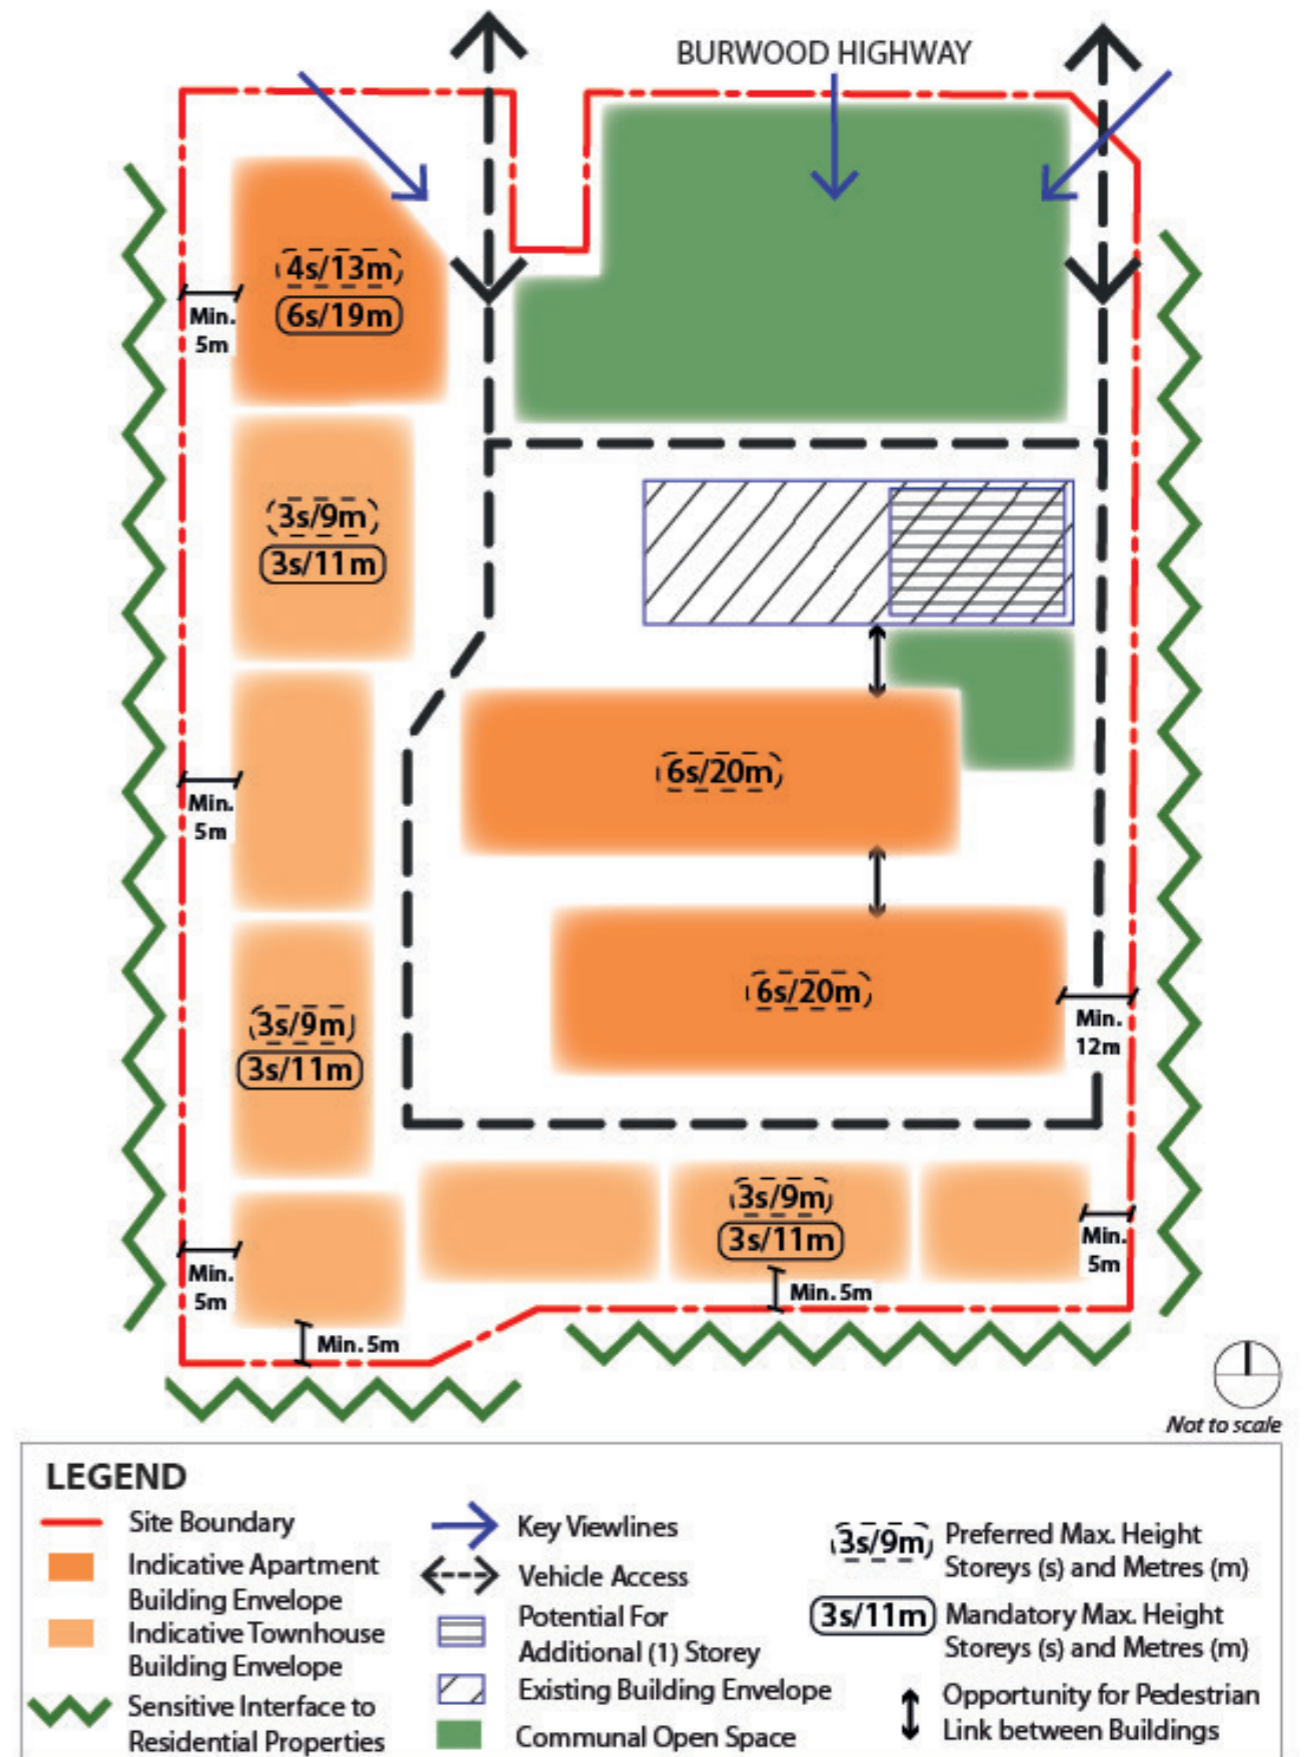 BURWOOD HIGHWAY
4s/13m
6s/19m
Min.
5m
3s/9m
3s/11m
6s/20m
Min.
5m
6s/20m
Min.
12m
3s/9m
3s/11m
3s/9m
3s/11m
Min.
5m
Min.
5m
Min. 5m
Min. 5m
Not to scale
LEGEND
Site Boundary
Indicative Apartment
Building Envelope
Indicative Townhouse
Building Envelope
Sensitive Interface to
Residential Properties
Key Viewlines
Vehicle Access
Potential For
Additional (1) Storey
Existing Building Envelope
Communal Open Space
3s/9m
Preferred Max. Height
Storeys (s) and Metres (m)
3s/11m
Mandatory Max. Height
Storeys (s) and Metres (m)
Opportunity for Pedestrian
Link between Buildings